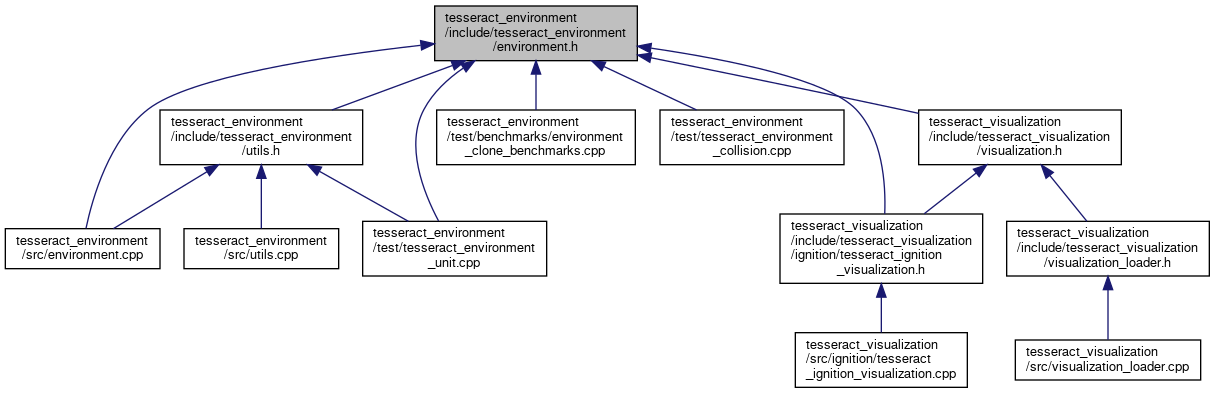 tesseract_environment
/include/tesseract_environment
/environment.h
tesseract_environment
/include/tesseract_environment
/utils.h
tesseract_environment
/test/benchmarks/environment
_clone_benchmarks.cpp
tesseract_environment
/test/tesseract_environment
_collision.cpp
tesseract_visualization
/include/tesseract_visualization
/visualization.h
tesseract_environment
/src/environment.cpp
tesseract_environment
/src/utils.cpp
tesseract_environment
/test/tesseract_environment
_unit.cpp
tesseract_visualization
/include/tesseract_visualization
/ignition/tesseract_ignition
_visualization.h
tesseract_visualization
/include/tesseract_visualization
/visualization_loader.h
tesseract_visualization
/src/ignition/tesseract
_ignition_visualization.cpp
tesseract_visualization
/src/visualization_loader.cpp